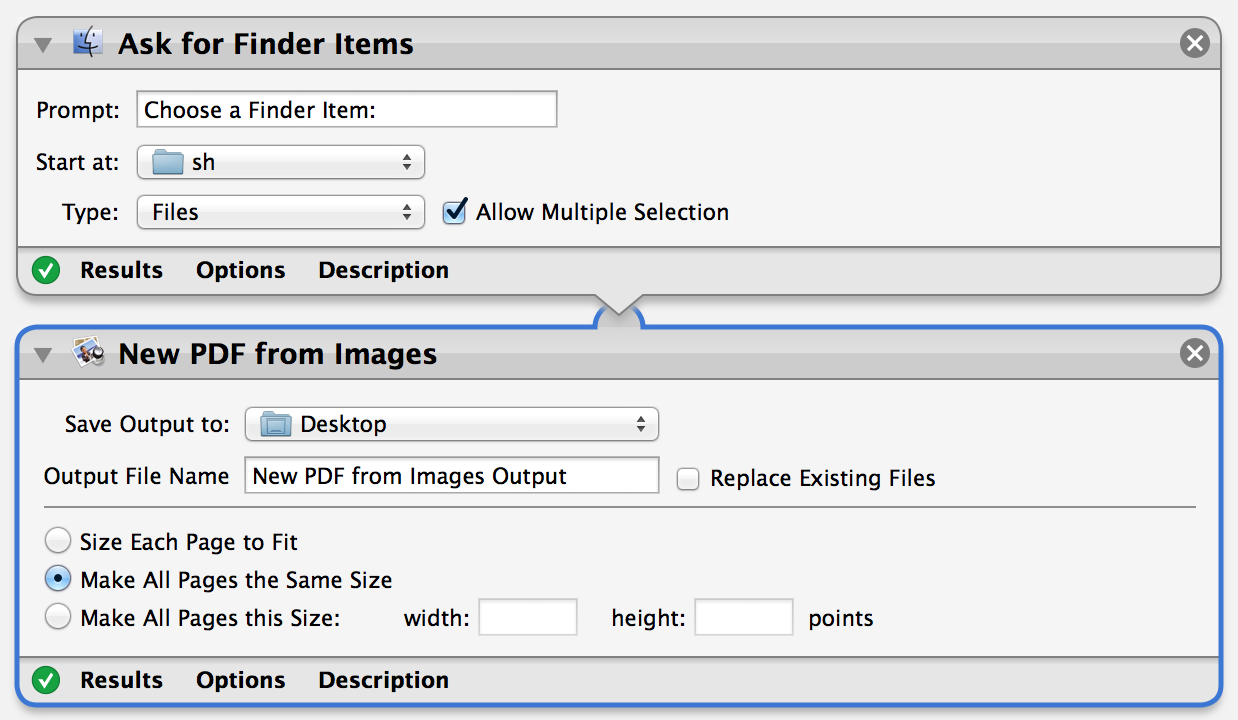 Ask for Finder Items
Prompt: Choose a Finder Item:
Start at: sh
Type: Files Allow Multiple Selection
Results Options Description
New PDF from Images
Save Output to: Desktop
Output File Name New PDF from Images Output Replace Existing Files
Size Each Page to Fit
Make All Pages the Same Size
Make All Pages this Size: width: height: points
Results Options Description